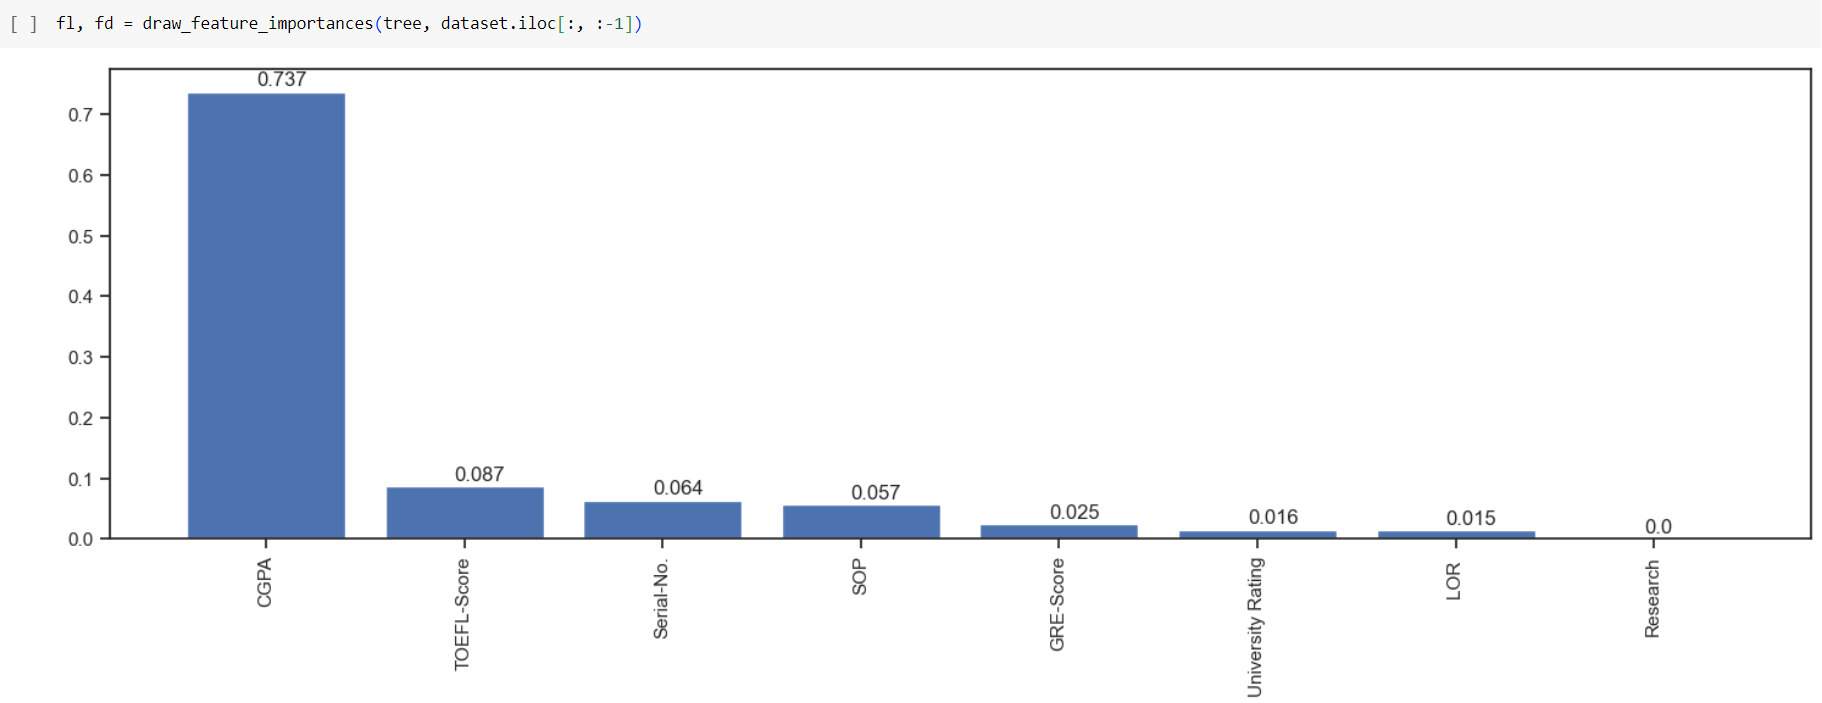 [ ] fl, fd = draw_feature_importances(tree, dataset.iloc[:, :-1])
0.737
0.7
0.6
0.5
0.4
0.3
0.2
0.087
0.1
0.064
0.057
0.025
0.016
0.015
0.0
0.0
CGPA
TOEFL-Score
Serial-No.
SOP
GRE-Score
University Rating
LOR
Research